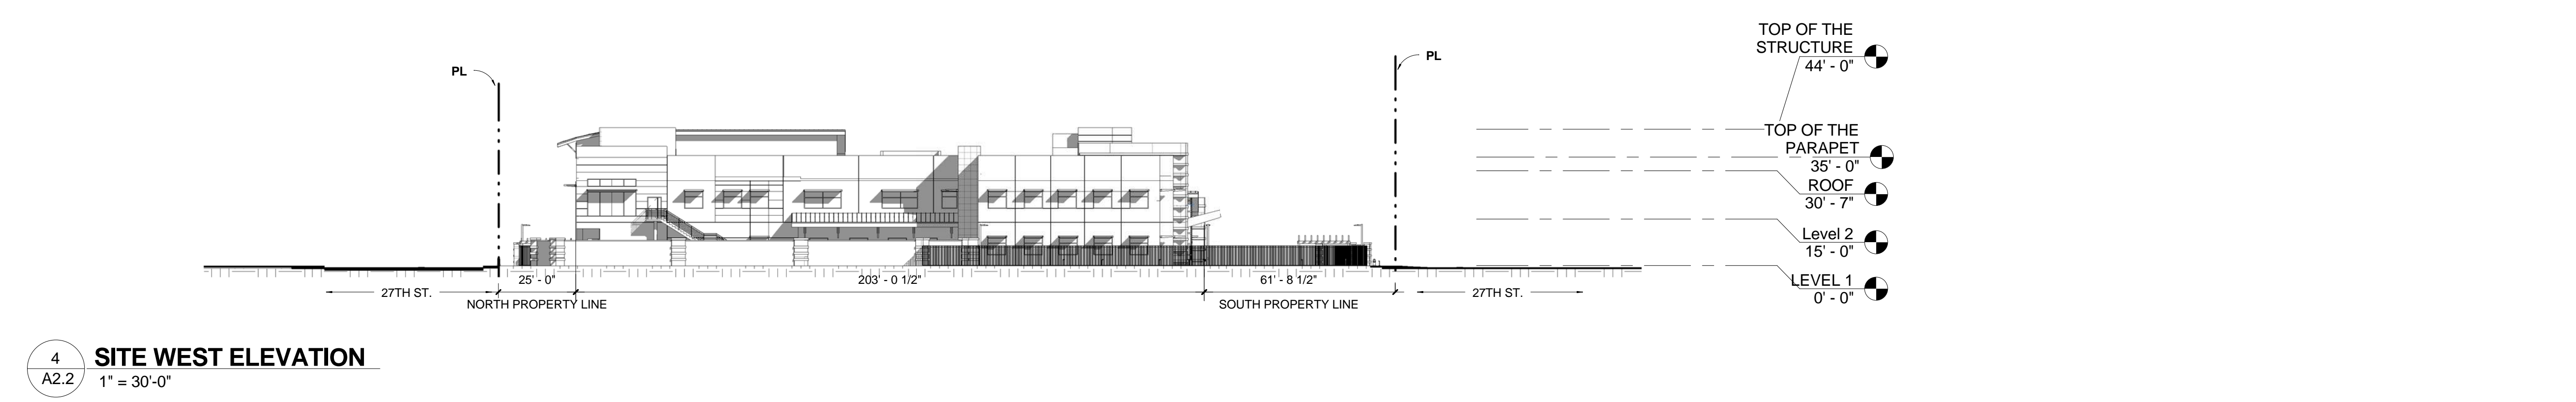 TOP OF THE
STRUCTURE
44' - 0"
PL
PL
TOP OF THE
PARAPET
35' - 0"
ROOF
30' - 7"
Level 2
15' - 0"
LEVEL 1
0' - 0"
25' - 0"
203' - 0 1/2"
61' - 8 1/2"
27TH ST.
27TH ST.
NORTH PROPERTY LINE
SOUTH PROPERTY LINE
4
A2.2
SITE WEST ELEVATION
1" = 30'-0"